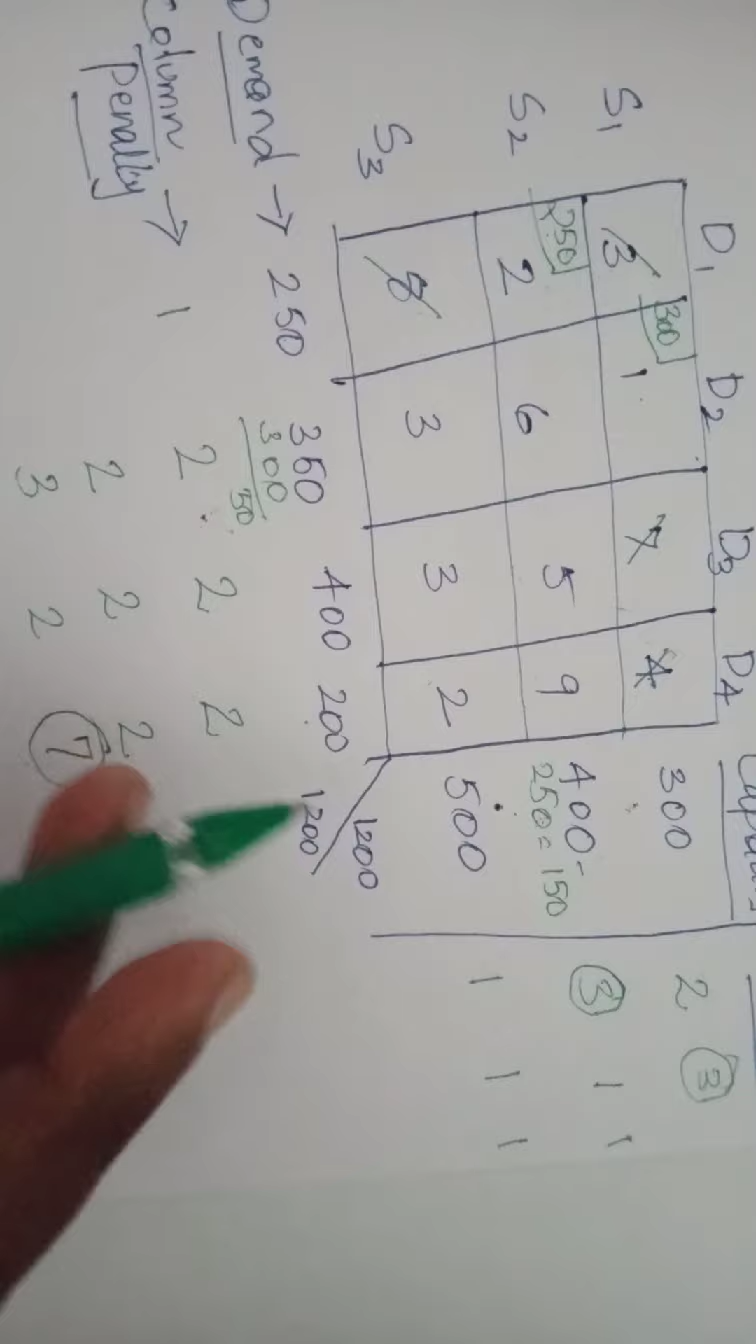 D1 D2 D3 D4
S1 3 300 1 7 4 300 2 3
S2 250 2 6 5 9 400- 3 1 1
250=150
S3 8 3 3 2 500 1 1 1
1200
Demand → 250 350 400 200 1200
300
50
Column → 1 2 2 2
Penalty
2 2 2
3 2 7